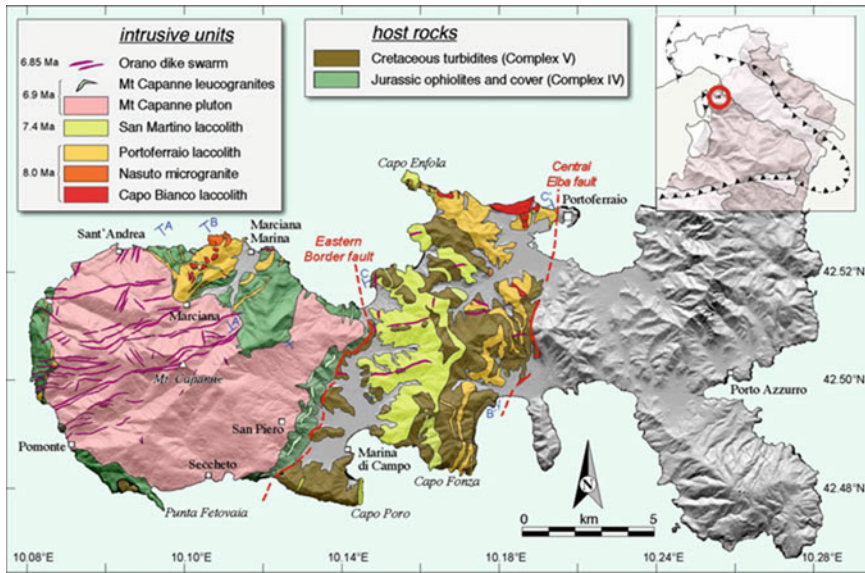 intrusive units
6.85 Ma
Orano dike swarm
Mt Capanne leucogranites
6.9 Ma
Mt Capanne pluton
7.4 Ma
San Martino laccolith
Portoferraio laccolith
8.0 Ma
Nasuto microgranite
Capo Bianco laccolith
host rocks
Cretaceous turbidites (Complex V)
Jurassic ophiolites and cover (Complex IV)
Capo Enfola
Central
Elba fault
C'
Portoferraio
A
B
Sant'Andrea
Marciana
Marina
Eastern
Border fault
C
42.52°N
Marciana
A'
Mt. Capanne
42.50°N
Porto Azzurro
B'
San Piero
Pomonte
Marina
di Campo
Seccheto
Capo Fonza
N
42.48°N
Punta Fetovaia
Capo Poro
0 km 5
10.08°E
10.10°E
10.14°E
10.18°E
10.24°E
10.28°E